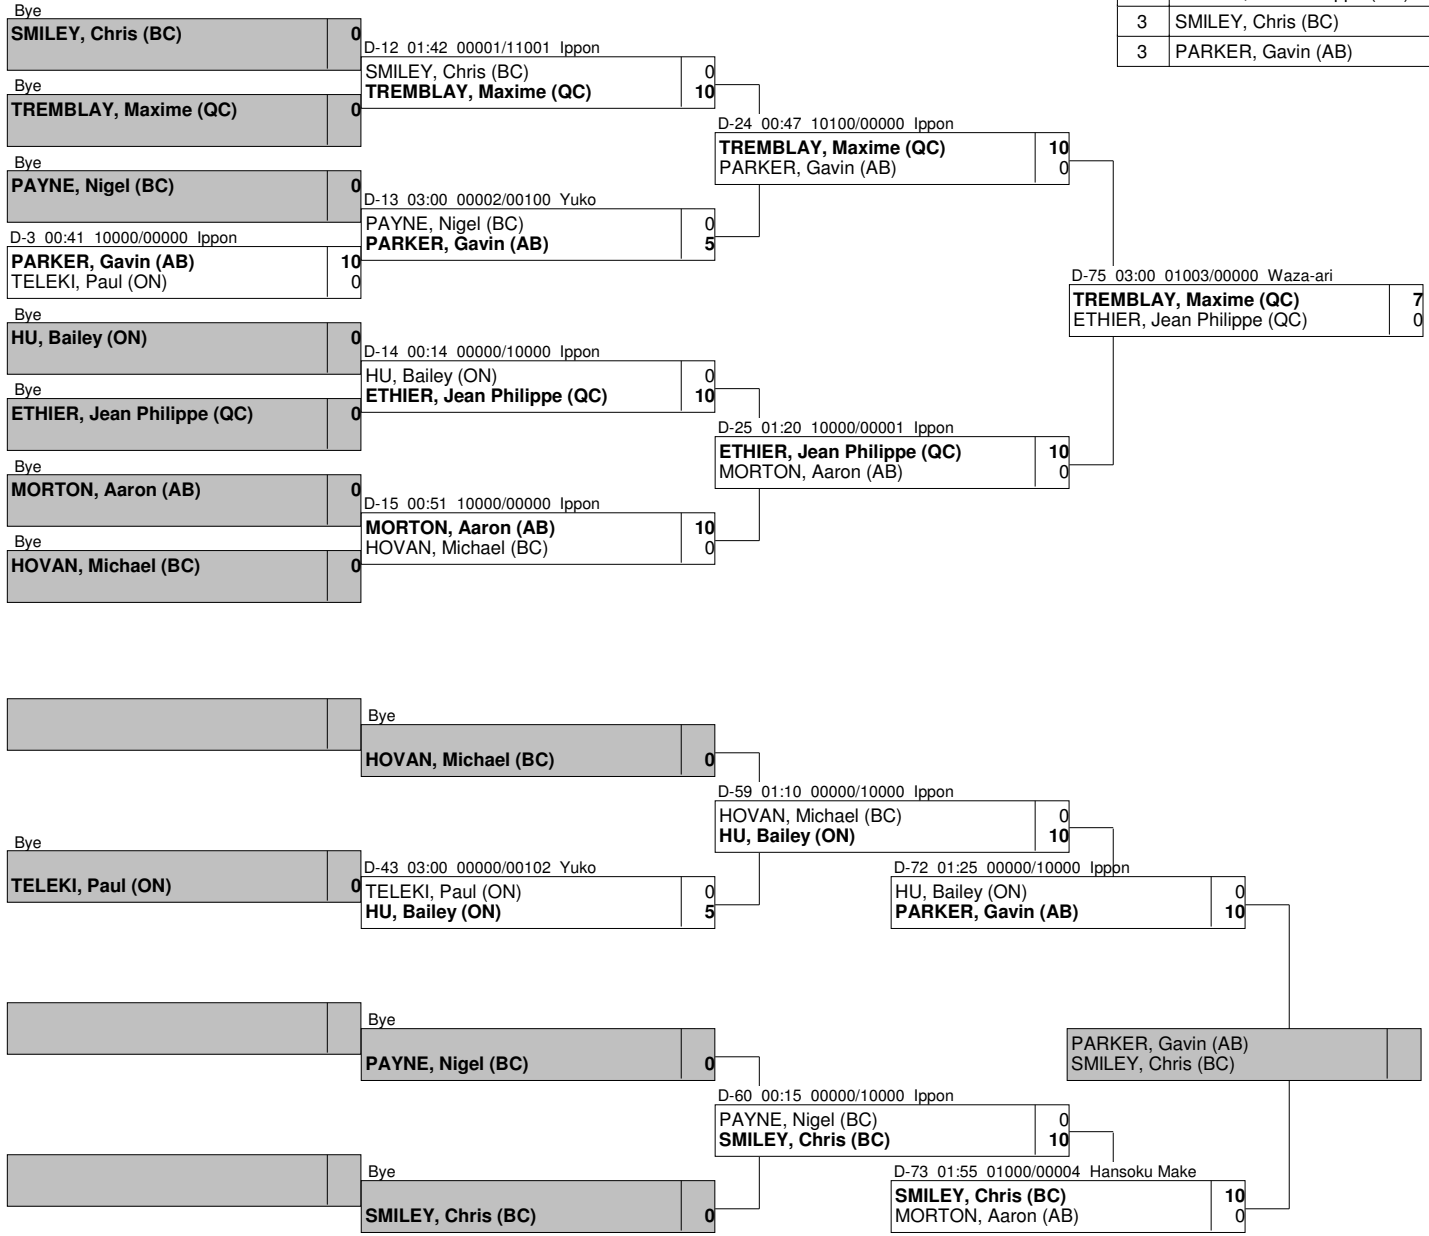 Bye
SMILEY, Chris (BC) 0
3 SMILEY, Chris (BC)
3 PARKER, Gavin (AB)
D-12 01:42 00001/11001 Ippon
SMILEY, Chris (BC) 0
TREMBLAY, Maxime (QC) 10
Bye
TREMBLAY, Maxime (QC) 0
D-24 00:47 10100/00000 Ippon
TREMBLAY, Maxime (QC) 10
PARKER, Gavin (AB) 0
Bye
PAYNE, Nigel (BC) 0
D-13 03:00 00002/00100 Yuko
PAYNE, Nigel (BC) 0
PARKER, Gavin (AB) 5
D-3 00:41 10000/00000 Ippon
PARKER, Gavin (AB) 10
TELEKI, Paul (ON) 0
D-75 03:00 01003/00000 Waza-ari
TREMBLAY, Maxime (QC) 7
ETHIER, Jean Philippe (QC) 0
Bye
HU, Bailey (ON) 0
D-14 00:14 00000/10000 Ippon
HU, Bailey (ON) 0
ETHIER, Jean Philippe (QC) 10
Bye
ETHIER, Jean Philippe (QC) 0
D-25 01:20 10000/00001 Ippon
ETHIER, Jean Philippe (QC) 10
MORTON, Aaron (AB) 0
Bye
MORTON, Aaron (AB) 0
D-15 00:51 10000/00000 Ippon
MORTON, Aaron (AB) 10
HOVAN, Michael (BC) 0
Bye
HOVAN, Michael (BC) 0
Bye
HOVAN, Michael (BC) 0
D-59 01:10 00000/10000 Ippon
HOVAN, Michael (BC) 0
HU, Bailey (ON) 10
Bye
TELEKI, Paul (ON) 0
D-43 03:00 00000/00102 Yuko
TELEKI, Paul (ON) 0
HU, Bailey (ON) 5
D-72 01:25 00000/10000 Ippon
HU, Bailey (ON) 0
PARKER, Gavin (AB) 10
Bye
PAYNE, Nigel (BC) 0
PARKER, Gavin (AB)
SMILEY, Chris (BC)
D-60 00:15 00000/10000 Ippon
PAYNE, Nigel (BC) 0
SMILEY, Chris (BC) 10
Bye
SMILEY, Chris (BC) 0
D-73 01:55 01000/00004 Hansoku Make
SMILEY, Chris (BC) 10
MORTON, Aaron (AB) 0